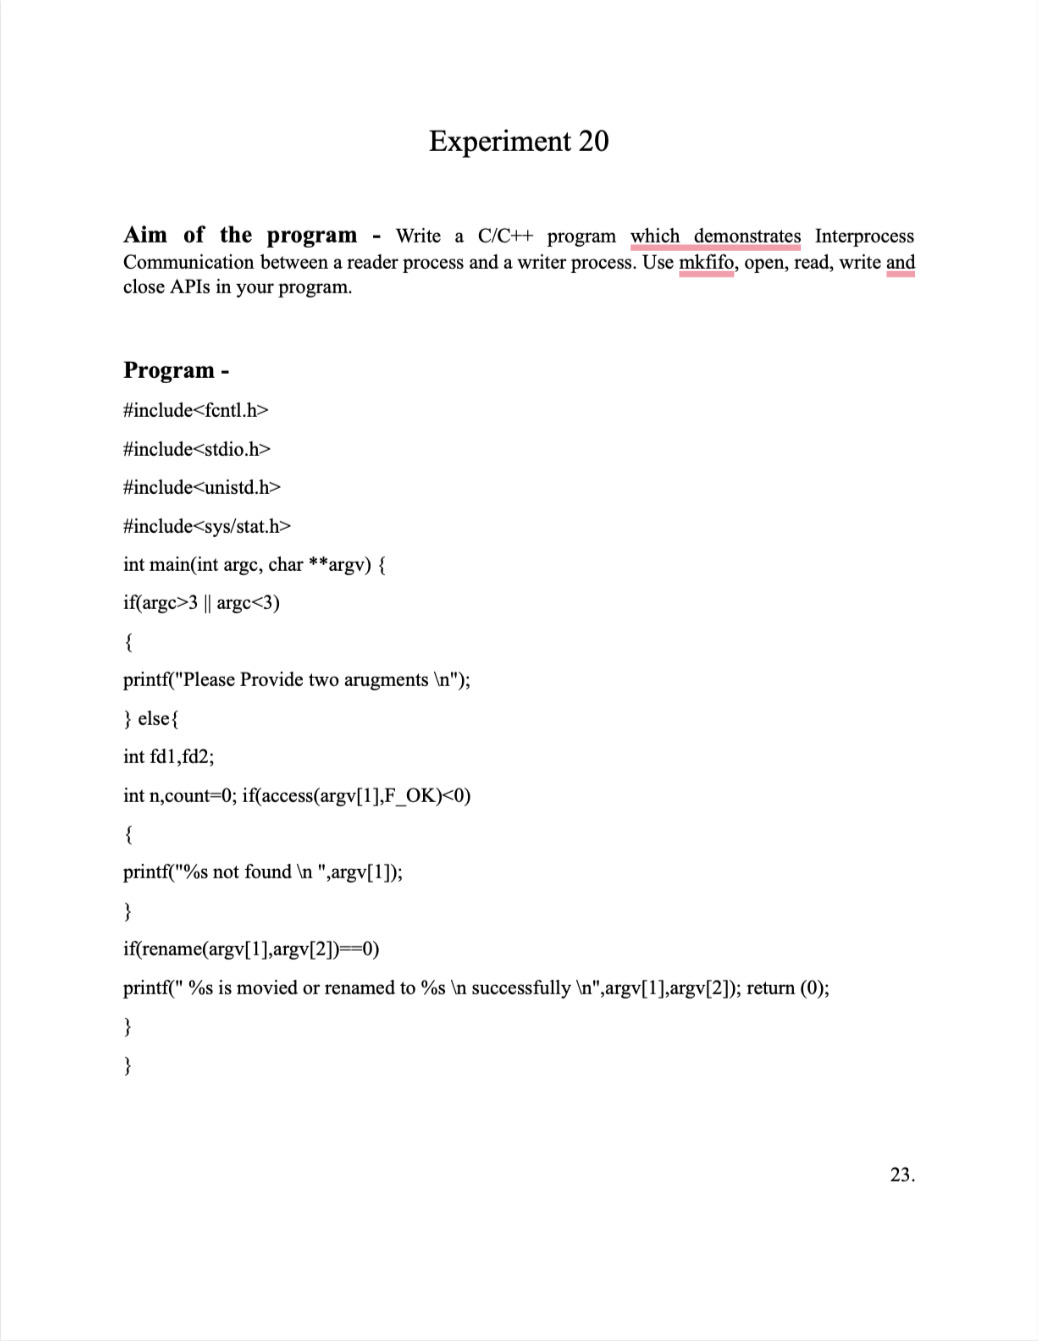 Experiment 20
Aim of the program - Write a C/C++ program which demonstrates Interprocess
Communication between a reader process and a writer process. Use mkfifo, open, read, write and
close APIs in your program.
Program -
#include<fcntl.h>
#include<stdio.h>
#include<unistd.h>
#include<sys/stat.h>
int main(int argc, char **argv) {
if(argc>3 || argc<3)
{
printf("Please Provide two arugments \n");
} else{
int fd1,fd2;
int n,count=0; if(access(argv[1],F_OK)<0)
{
printf("%s not found \n ",argv[1]);
}
if(rename(argv[1],argv[2])==0)
printf(" %s is movied or renamed to %s \n successfully \n",argv[1],argv[2]); return (0);
}
}
23.